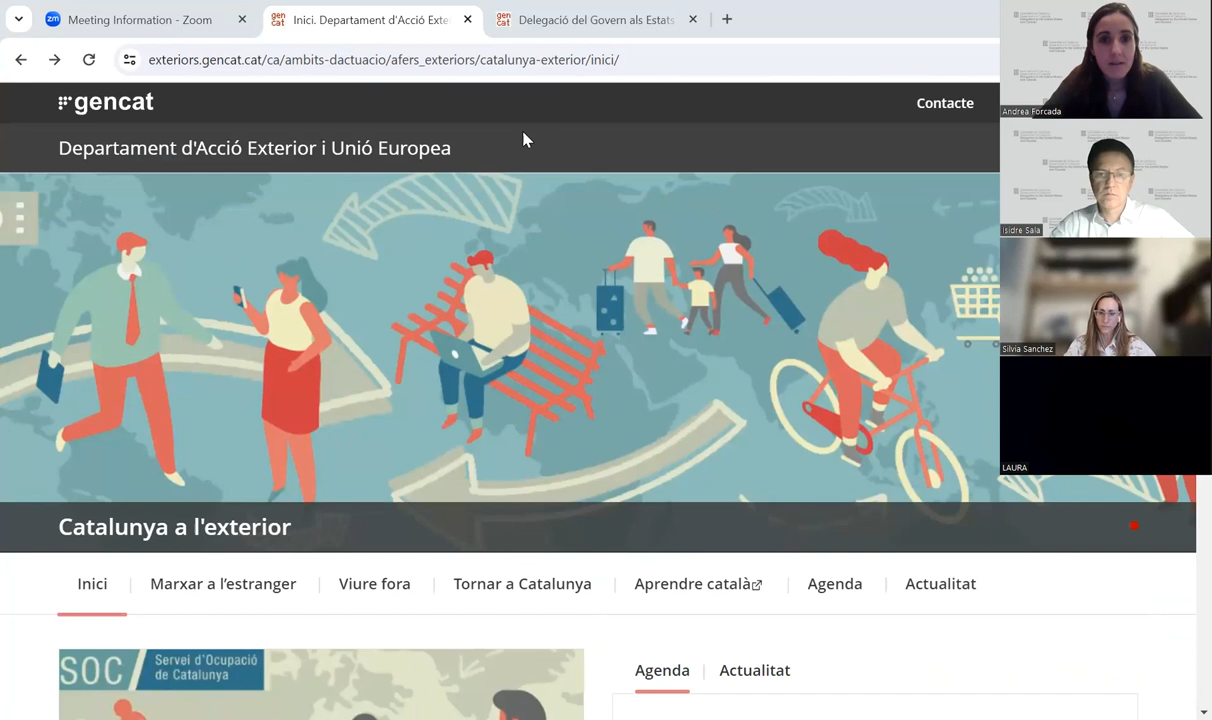 Meeting Information - Zoom
Inici. Departament d'Acció Exte
Delegació del Govern als Estats
exteriors.gencat.cat/ca/ambits-dactuacio/afers_exteriors/catalunya-exterior/inici/
gencat
Contacte
Departament d'Acció Exterior i Unió Europea
Andrea Forcada
Isidre Sala
Silvia Sanchez
LAURA
Catalunya a l'exterior
Inici
Marxar a l’estranger
Viure fora
Tornar a Catalunya
Aprendre català
Agenda
Actualitat
SOC
Servei d'Ocupació
de Catalunya
Agenda
Actualitat